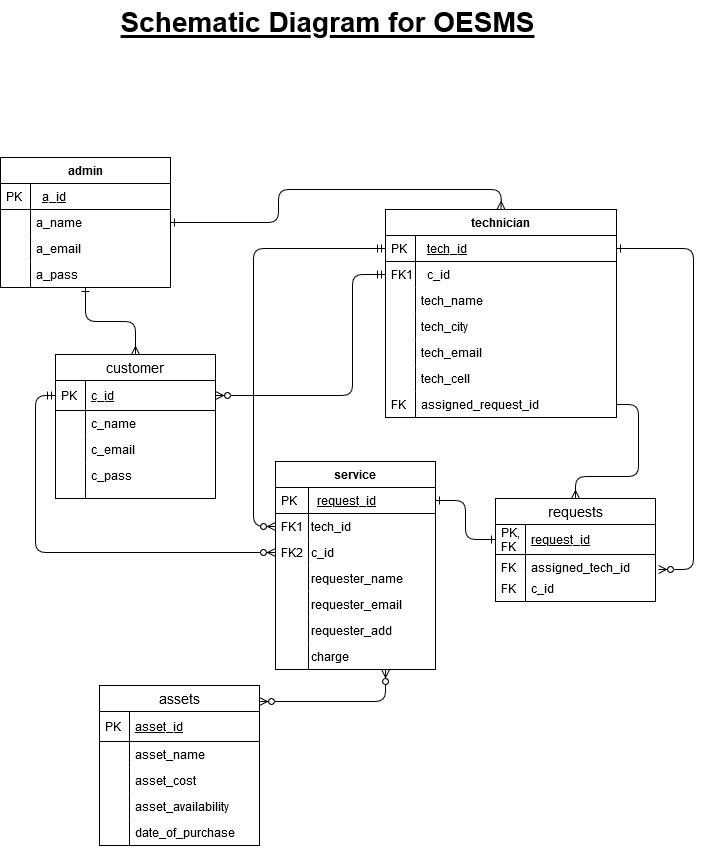 Schematic Diagram for OESMS
admin
PK a_id
a_name
a_email
a_pass
technician
PK tech_id
FK1 c_id
tech_name
tech_city
tech_email
tech_cell
FK assigned_request_id
customer
PK c_id
c_name
c_email
c_pass
service
PK request_id
FK1 tech_id
FK2 c_id
requester_name
requester_email
requester_add
charge
requests
PK,
FK request_id
FK assigned_tech_id
FK c_id
assets
PK asset_id
asset_name
asset_cost
asset_availability
date_of_purchase